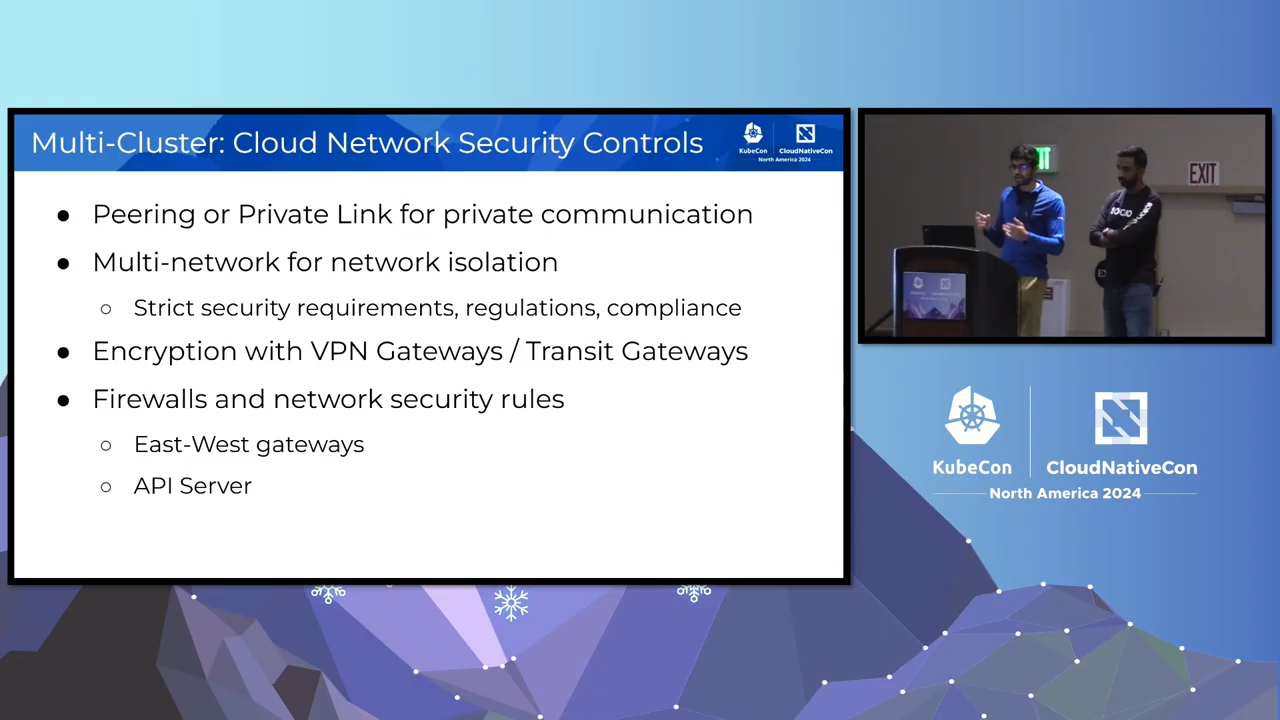 Multi-Cluster: Cloud Network Security Controls
KubeCon
CloudNativeCon
North America 2024
● Peering or Private Link for private communication
● Multi-network for network isolation
○ Strict security requirements, regulations, compliance
● Encryption with VPN Gateways / Transit Gateways
● Firewalls and network security rules
○ East-West gateways
○ API Server
EXIT
KubeCon
CloudNativeCon
North America 2024